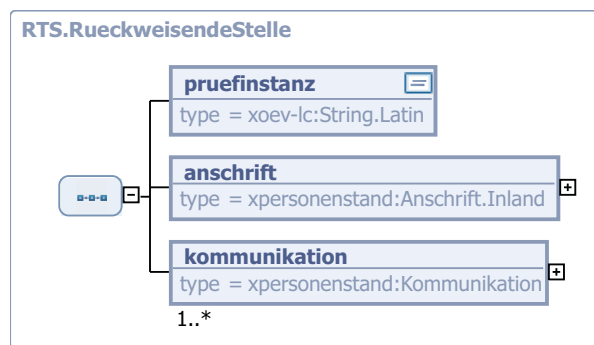 RTS.RueckweisendeStelle
pruefinstanz
type = xoev-lc:String.Latin
anschrift
type = xpersonenstand:Anschrift.Inland
kommunikation
type = xpersonenstand:Kommunikation
1..*